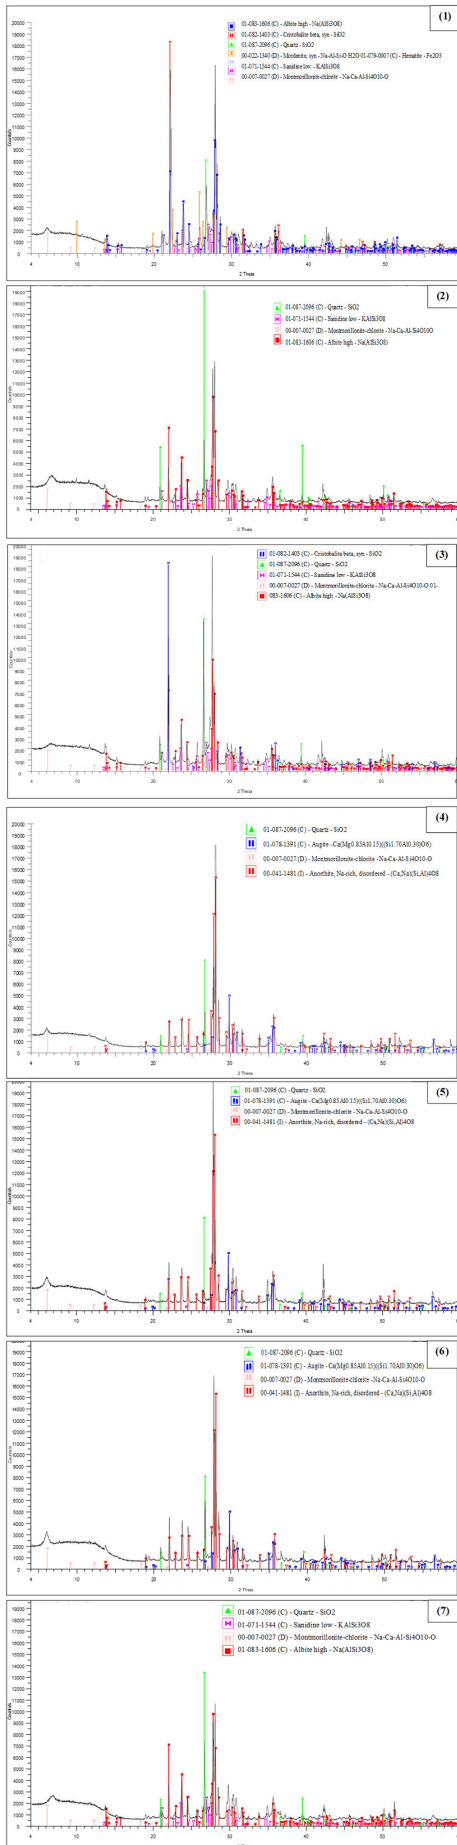 (1)
01-083-1606 (C) - Albite high - Na(AlSi3O8)
01-082-1403 (C) - Cristobalite beta, syn - SiO2
01-087-2096 (C) - Quartz - SiO2
00-022-1340 (D) - Mordenite, syn - Na-Al-Si-O H2O 01-079-0007 (C) - Hematite - Fe2O3
01-071-1544 (C) - Sanidine low - KAlSi3O8
00-007-0027 (D) - Montmorillonite-chlorite - Na-Ca-Al-Si4O10-O
2 Theta
(2)
01-087-2096 (C) - Quartz - SiO2
01-071-1544 (C) - Sanidine low - KAlSi3O8
00-007-0027 (D) - Montmorillonite-chlorite - Na-Ca-Al-Si4O10O
01-083-1606 (C) - Albite high - Na(AlSi3O8)
2 Theta
(3)
01-082-1403 (C) - Cristobalite beta, syn - SiO2
01-087-2096 (C) - Quartz - SiO2
01-071-1544 (C) - Sanidine low - KAlSi3O8
00-007-0027 (D) - Montmorillonite-chlorite - Na-Ca-Al-Si4O10-O 01-
083-1606 (C) - Albite high - Na(AlSi3O8)
2 Theta
(4)
01-087-2096 (C) - Quartz - SiO2
01-078-1391 (C) - Augite - Ca(Mg0.85Al0.15)((Si1.70Al0.30)O6)
00-007-0027 (D) - Montmorillonite-chlorite - Na-Ca-Al-Si4O10-O
00-041-1481 (I) - Anorthite, Na-rich, disordered - (Ca,Na)(Si,Al)4O8
2 Theta
(5)
01-087-2096 (C) - Quartz - SiO2
01-078-1391 (C) - Augite - Ca(Mg0.85Al0.15)((Si1.70Al0.30)O6)
00-007-0027 (D) - Montmorillonite-chlorite - Na-Ca-Al-Si4O10-O
00-041-1481 (I) - Anorthite, Na-rich, disordered - (Ca,Na)(Si,Al)4O8
2 Theta
(6)
01-087-2096 (C) - Quartz - SiO2
01-078-1391 (C) - Augite - Ca(Mg0.85Al0.15)((Si1.70Al0.30)O6)
00-007-0027 (D) - Montmorillonite-chlorite -Na-Ca-Al-Si4O10-O
00-041-1481 (I) - Anorthite, Na-rich, disordered - (Ca,Na)(Si,Al)4O8
2 Theta
(7)
01-087-2096 (C) - Quartz - SiO2
01-071-1544 (C) - Sanidine low - KAlSi3O8
00-007-0027 (D) - Montmorillonite-chlorite - Na-Ca-Al-Si4O10-O
01-083-1606 (C) - Albite high - Na(AlSi3O8)
2 Theta